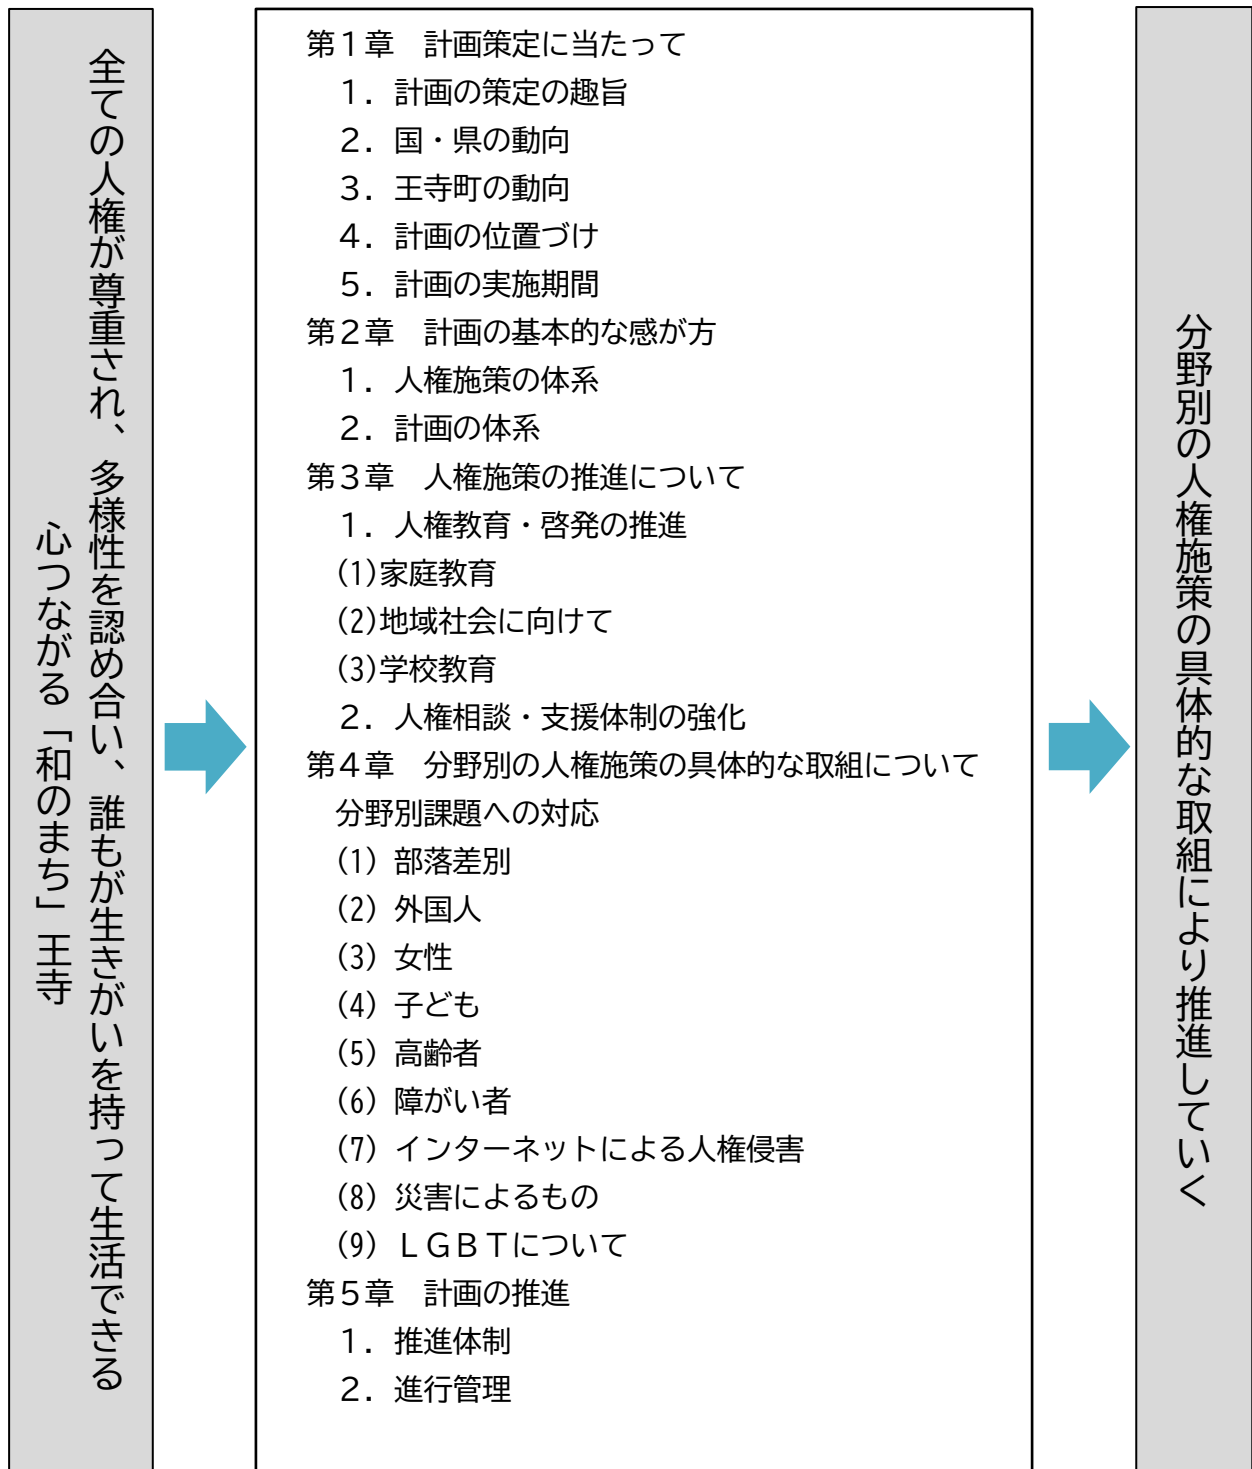 全ての人権が尊重され、多様性を認め合い、誰もが生きがいを持って生活できる
心つながる「和のまち」王寺
第１章　計画策定に当たって
１．計画の策定の趣旨
２．国・県の動向
３．王寺町の動向
４．計画の位置づけ
５．計画の実施期間
第２章　計画の基本的な感が方
１．人権施策の体系
２．計画の体系
第３章　人権施策の推進について
１．人権教育・啓発の推進
(1)家庭教育
(2)地域社会に向けて
(3)学校教育
２．人権相談・支援体制の強化
第４章　分野別の人権施策の具体的な取組について
分野別課題への対応
(1) 部落差別
(2) 外国人
(3) 女性
(4) 子ども
(5) 高齢者
(6) 障がい者
(7) インターネットによる人権侵害
(8) 災害によるもの
(9) ＬＧＢＴについて
第５章　計画の推進
１．推進体制
２．進行管理
分野別の人権施策の具体的な取組により推進していく